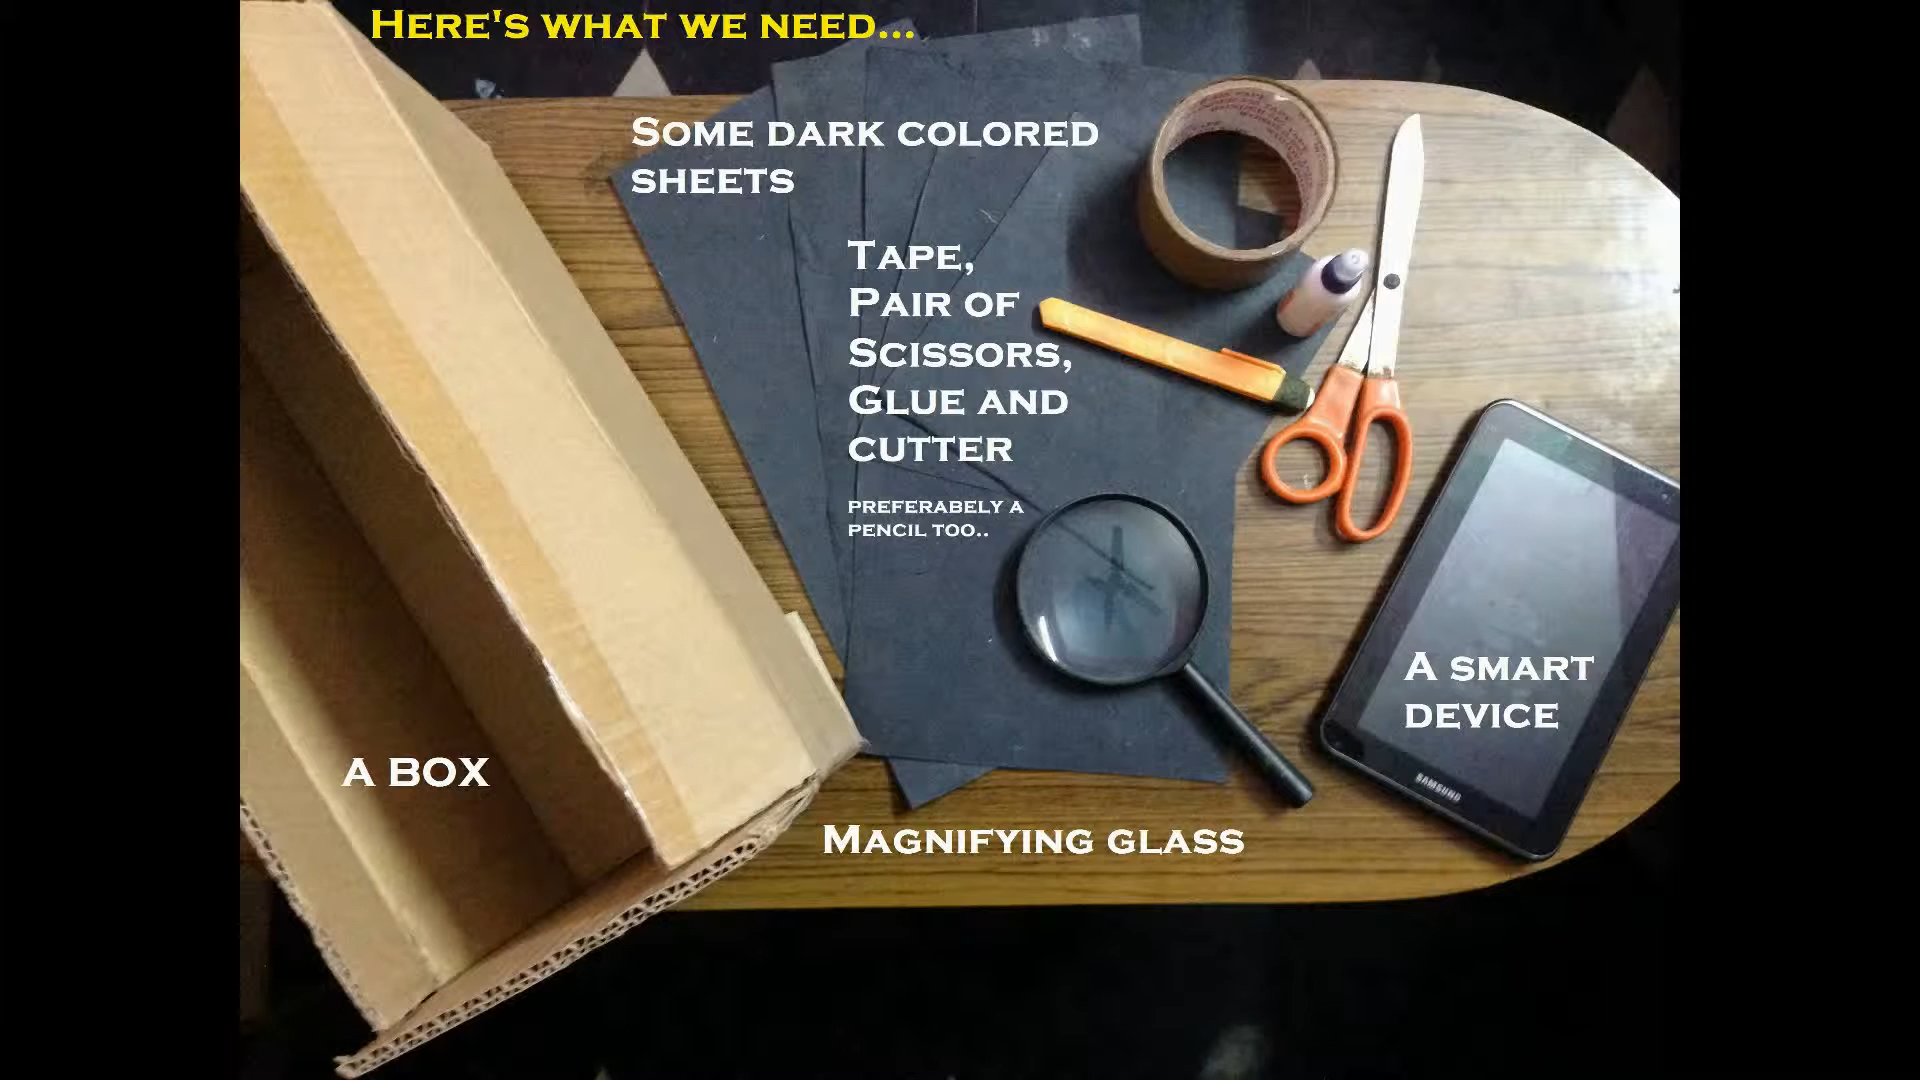 HERE'S WHAT WE NEED...
SOME DARK COLORED
SHEETS
TAPE,
PAIR OF
SCISSORS,
GLUE AND
CUTTER
PREFERABELY A
PENCIL TOO..
A SMART
DEVICE
SAMSUNG
A BOX
MAGNIFYING GLASS